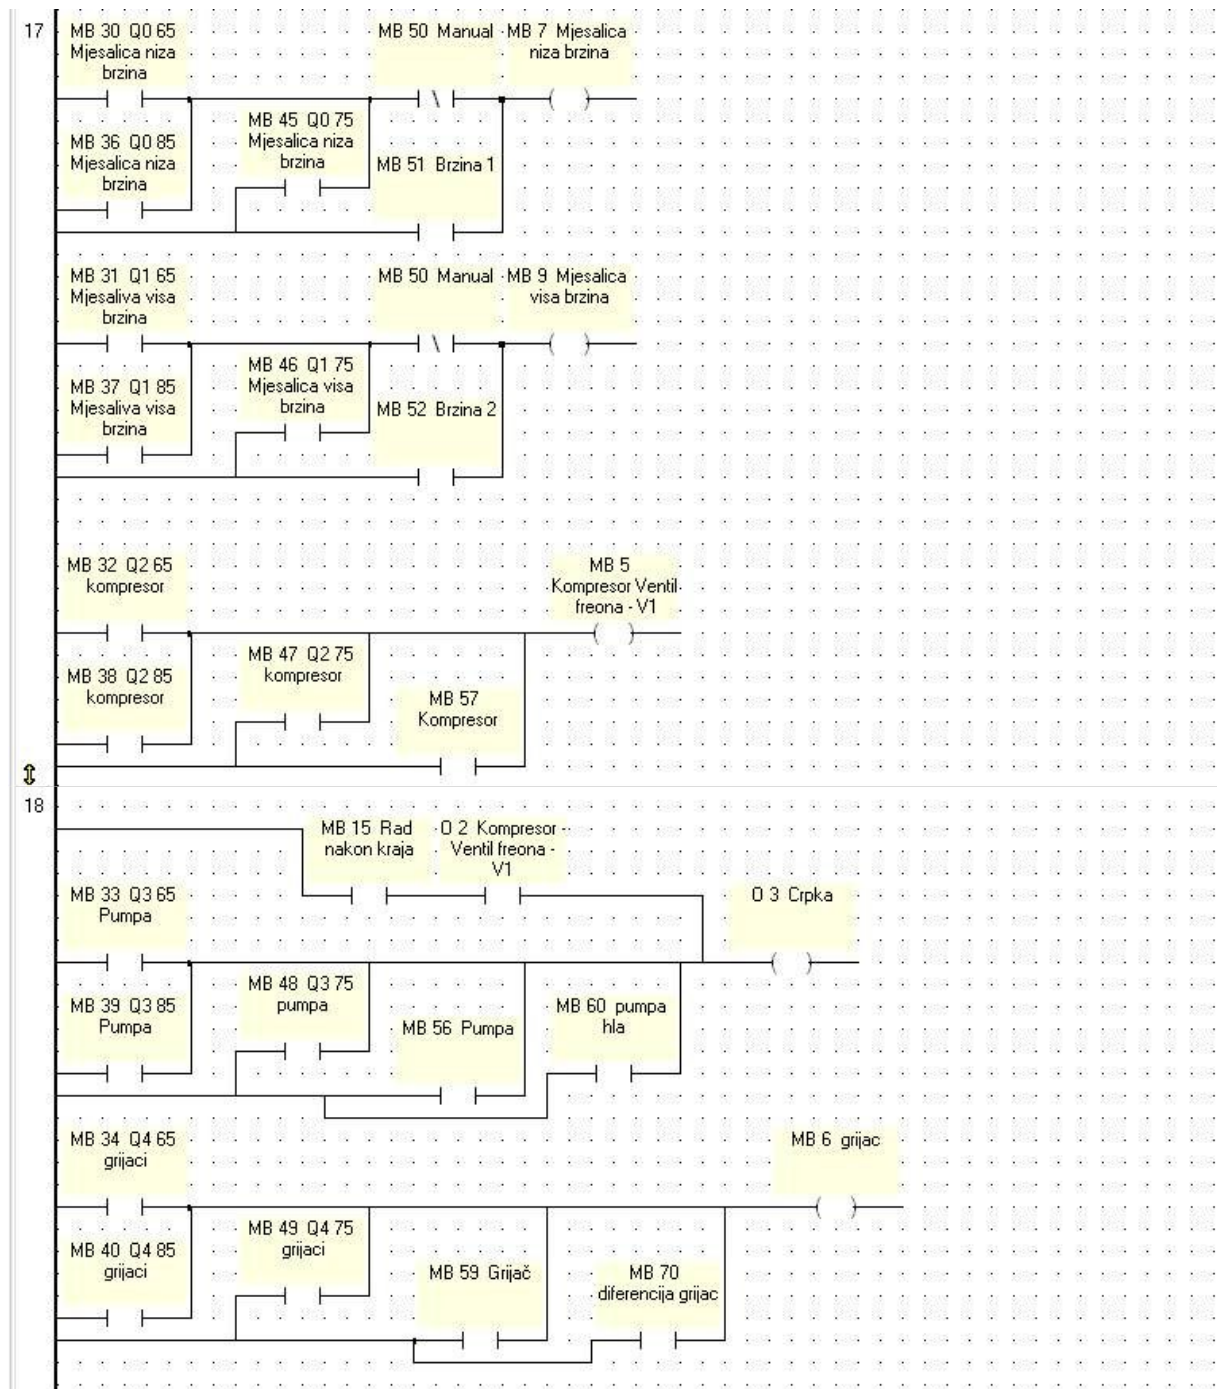 17
MB 30 Q0 65
Mjesalica niza
brzina
MB 50 Manual
MB 7 Mjesalica
niza brzina
MB 36 Q0 85
Mjesalica niza
brzina
MB 45 Q0 75
Mjesalica niza
brzina
MB 51 Brzina 1
MB 31 Q1 65
Mjesaliva visa
brzina
MB 50 Manual
MB 9 Mjesalica
visa brzina
MB 37 Q1 85
Mjesaliva visa
brzina
MB 46 Q1 75
Mjesalica visa
brzina
MB 52 Brzina 2
MB 32 Q2 65
kompresor
MB 5
Kompresor Ventil
freona - V1
MB 38 Q2 85
kompresor
MB 47 Q2 75
kompresor
MB 57
Kompresor
18
MB 15 Rad
nakon kraja
O 2 Kompresor -
Ventil freona -
V1
MB 33 Q3 65
Pumpa
O 3 Crpka
MB 39 Q3 85
Pumpa
MB 48 Q3 75
pumpa
MB 56 Pumpa
MB 60 pumpa
hla
MB 34 Q4 65
grijaci
MB 6 grijac
MB 40 Q4 85
grijaci
MB 49 Q4 75
grijaci
MB 59 Grijač
MB 70
diferencija grijac